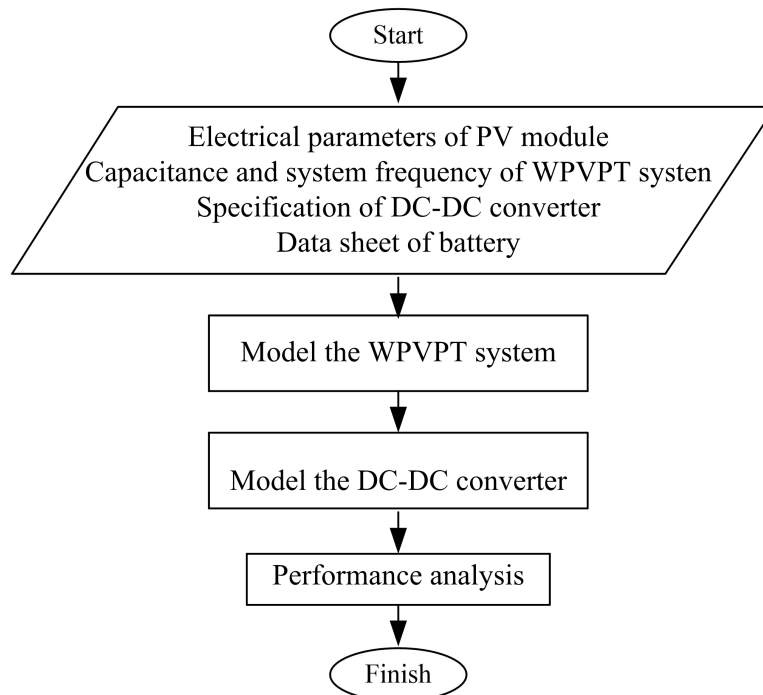 Start
Electrical parameters of PV module
Capacitance and system frequency of WPVPT systen
Specification of DC-DC converter
Data sheet of battery
Model the WPVPT system
Model the DC-DC converter
Performance analysis
Finish